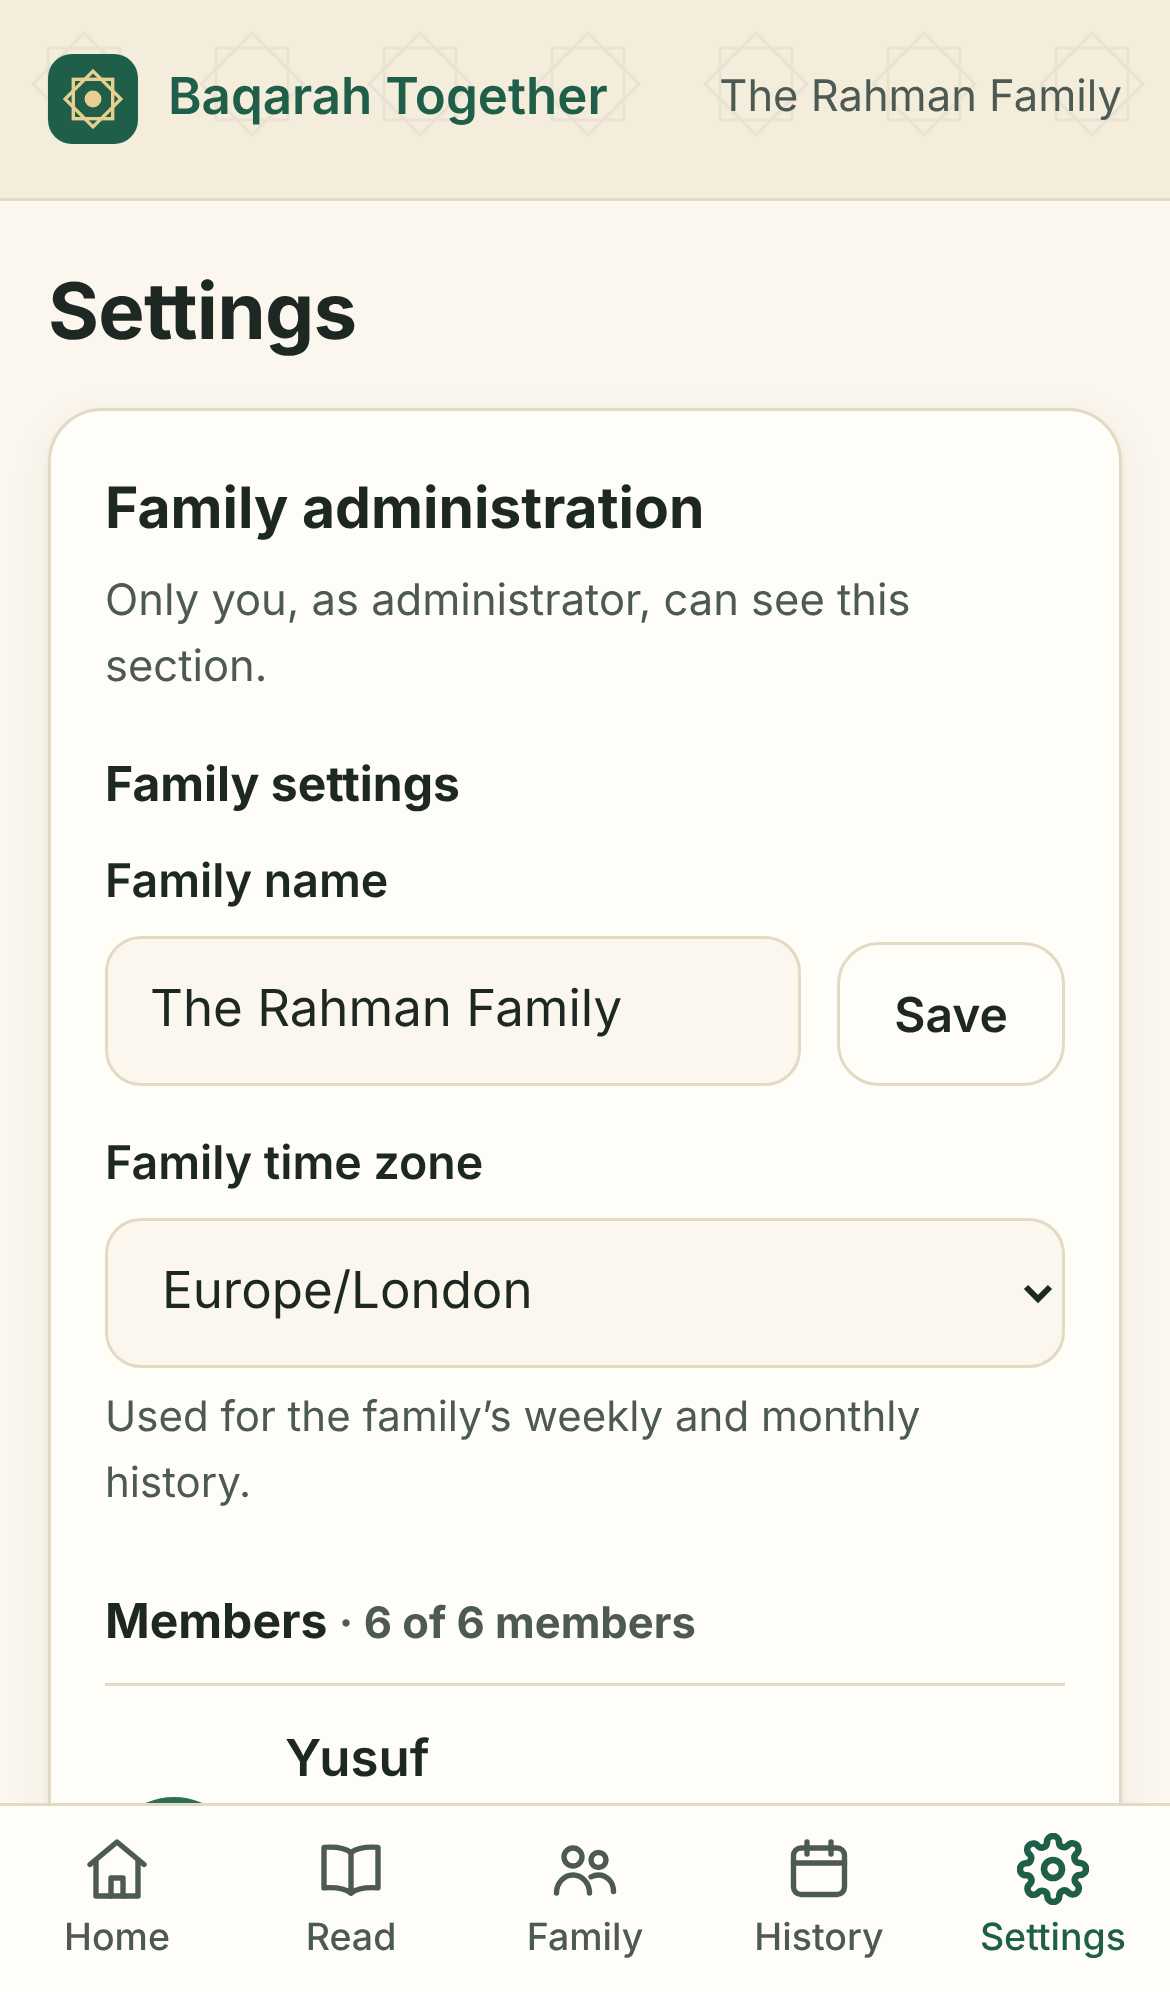 Baqarah Together
The Rahman Family
Settings
Family administration
Only you, as administrator, can see this
section.
Family settings
Family name
The Rahman Family
Save
Family time zone
Europe/London
Used for the family’s weekly and monthly
history.
Members · 6 of 6 members
Yusuf
Home
Read
Family
History
Settings